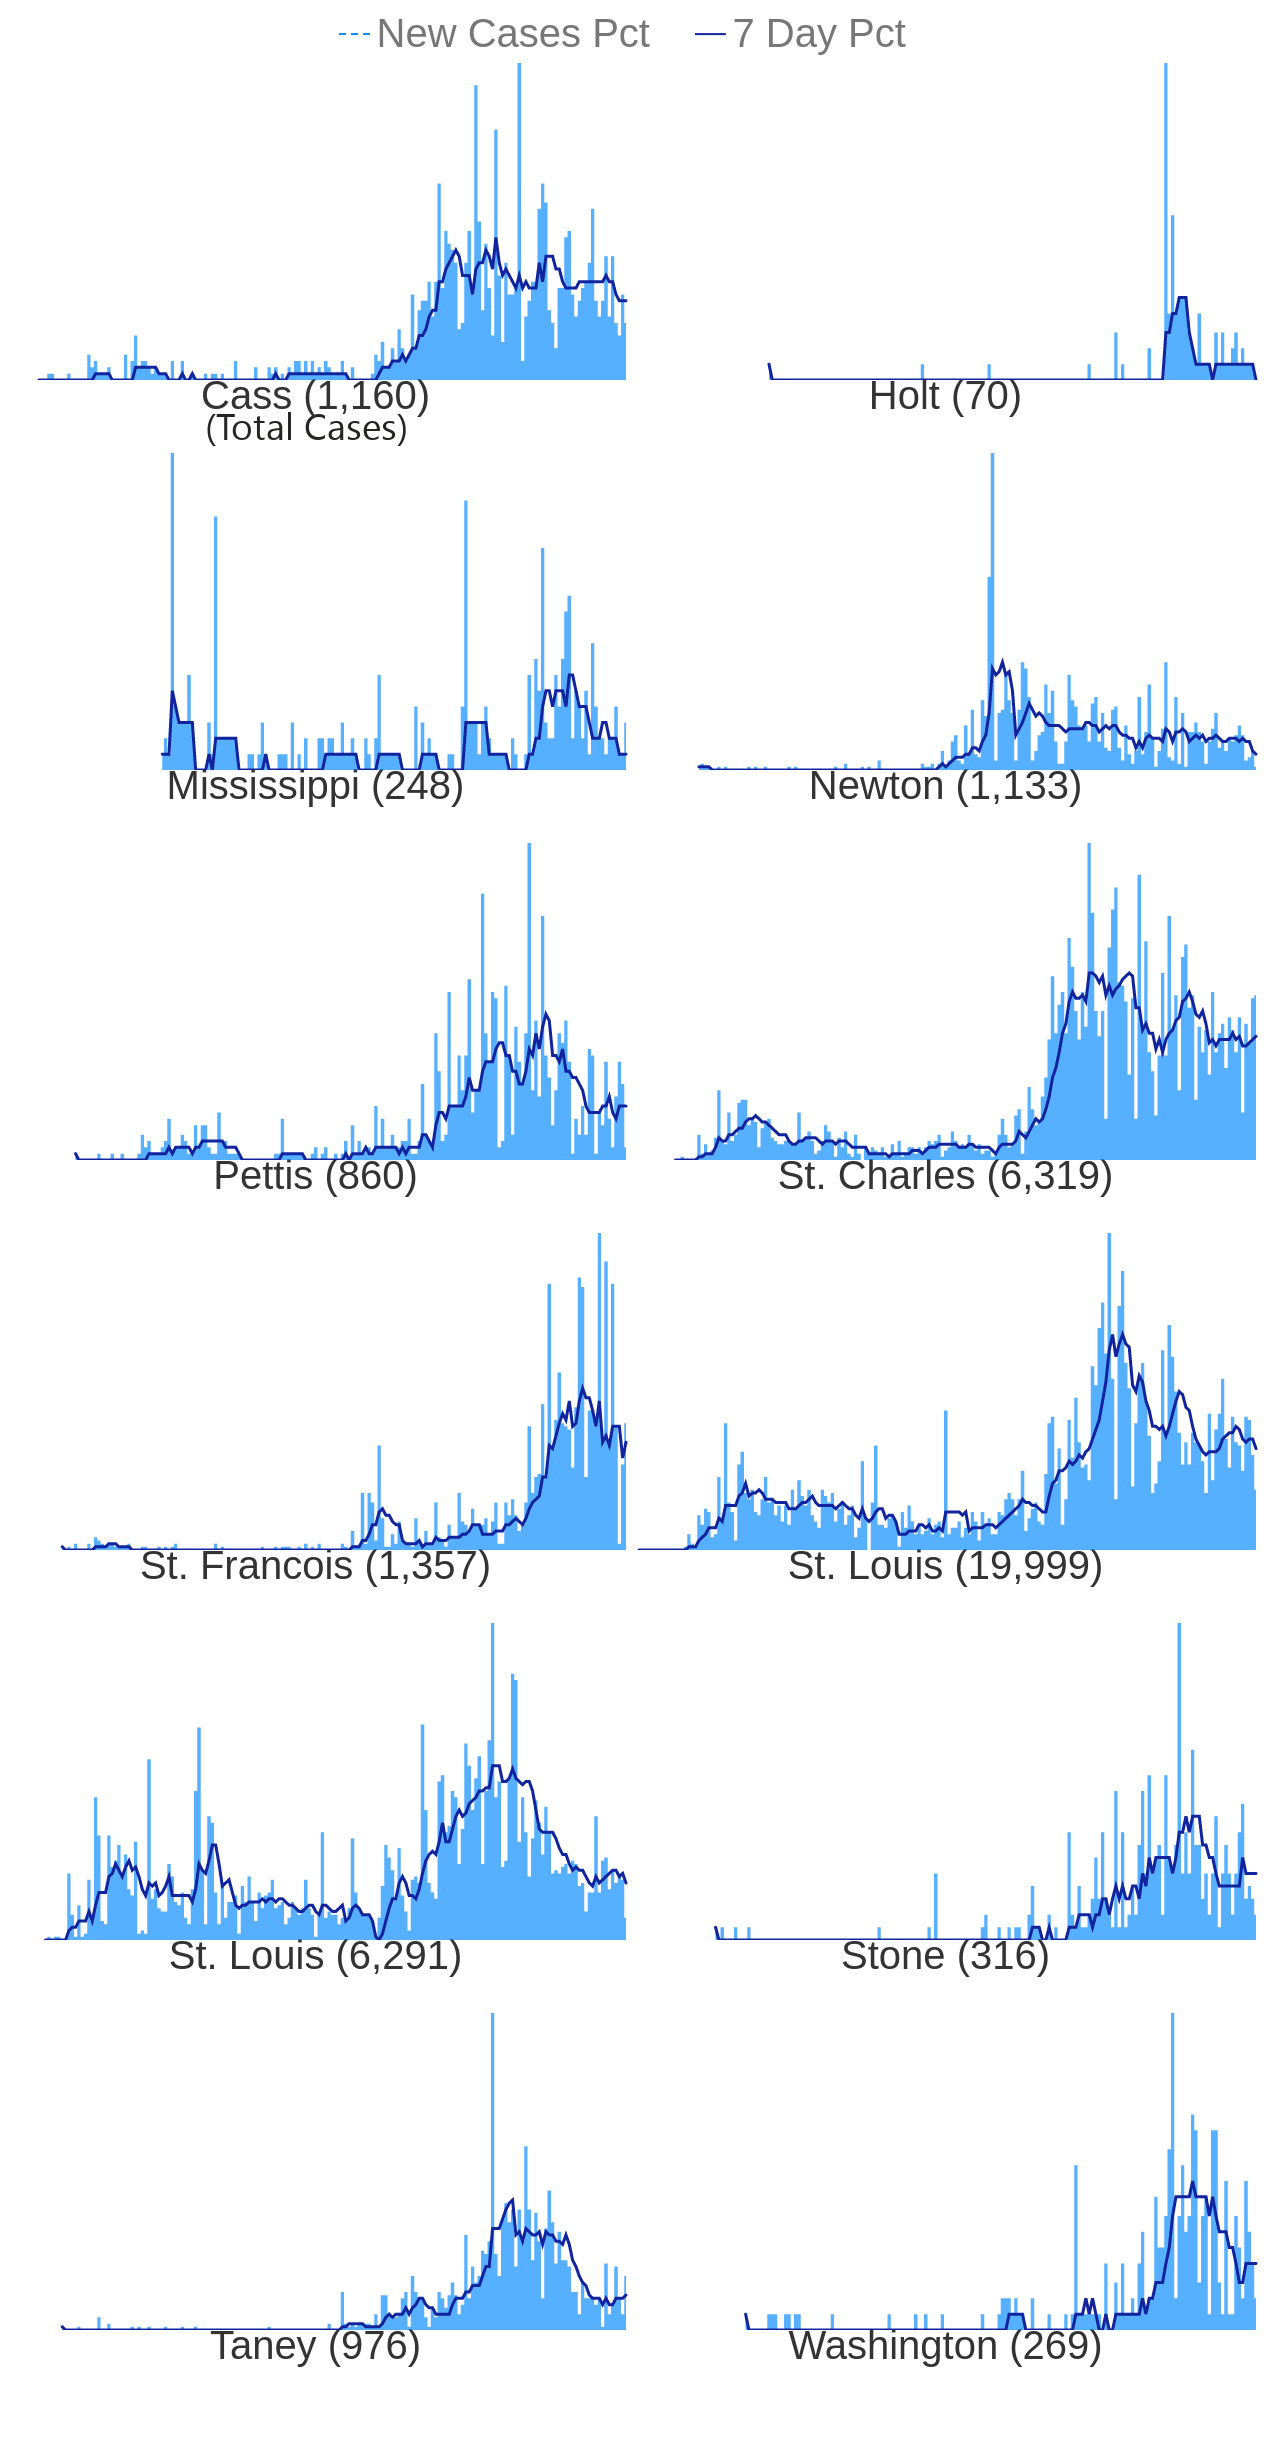 New Cases Pct 7 Day Pct
Cass (1,160) Holt (70)
(Total Cases)
Mississippi (248) Newton (1,133)
Pettis (860) St. Charles (6,319)
St. Francois (1,357) St. Louis (19,999)
St. Louis (6,291) Stone (316)
Taney (976) Washington (269)